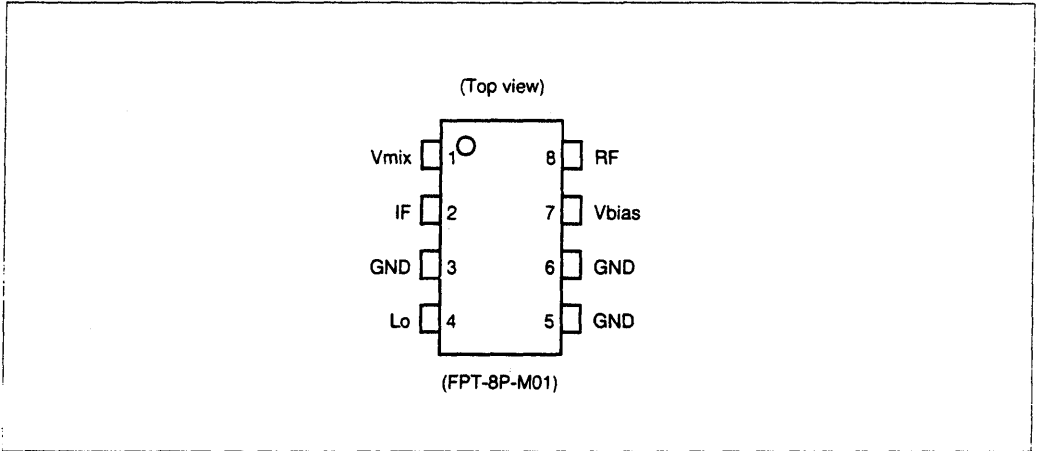 (Top view)
Vmix 1 8 RF
IF 2 7 Vbias
GND 3 6 GND
Lo 4 5 GND
(FPT-8P-M01)